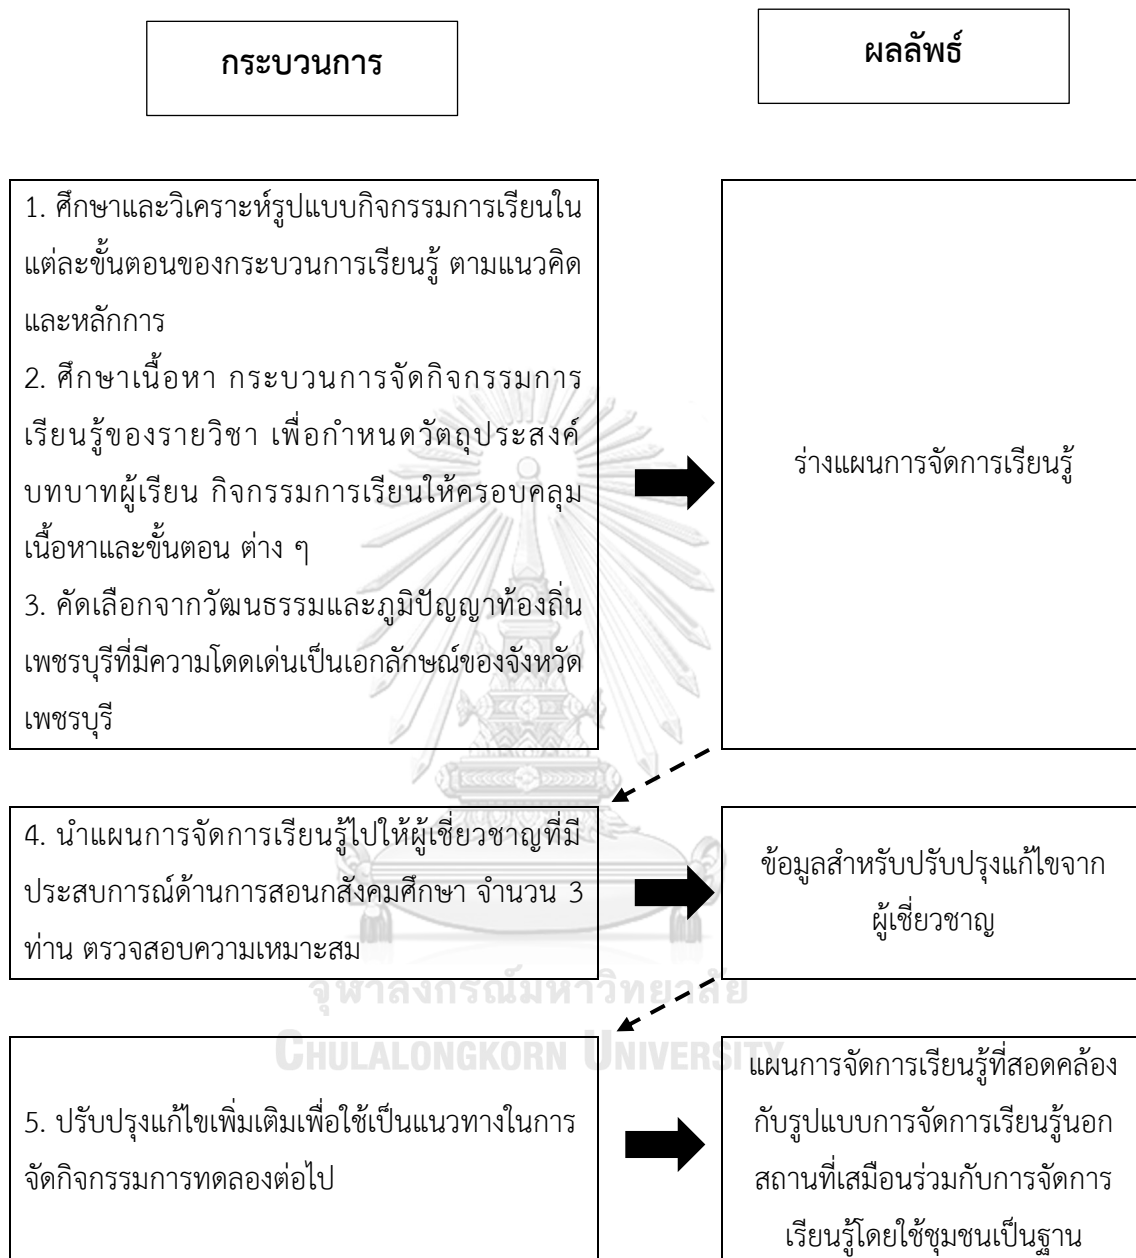 กระบวนการ
ผลลัพธ์
1. ศึกษาและวิเคราะห์รูปแบบกิจกรรมการเรียนใน
แต่ละขั้นตอนของกระบวนการเรียนรู้ ตามแนวคิด
และหลักการ
2. ศึกษาเนื้อหา กระบวนการจัดกิจกรรมการ
เรียนรู้ของรายวิชา เพื่อกำหนดวัตถุประสงค์
บทบาทผู้เรียน กิจกรรมการเรียนให้ครอบคลุม
เนื้อหาและขั้นตอน ต่าง ๆ
3. คัดเลือกจากวัฒนธรรมและภูมิปัญญาท้องถิ่น
เพชรบุรีที่มีความโดดเด่นเป็นเอกลักษณ์ของจังหวัด
เพชรบุรี
ร่างแผนการจัดการเรียนรู้
4. นำแผนการจัดการเรียนรู้ไปให้ผู้เชี่ยวชาญที่มี
ประสบการณ์ด้านการสอนกสังคมศึกษา จำนวน 3
ท่าน ตรวจสอบความเหมาะสม
ข้อมูลสำหรับปรับปรุงแก้ไขจาก
ผู้เชี่ยวชาญ
จุฬาลงกรณ์มหาวิทยาลัย
CHULALONGKORN UNIVERSITY
5. ปรับปรุงแก้ไขเพิ่มเติมเพื่อใช้เป็นแนวทางในการ
จัดกิจกรรมการทดลองต่อไป
แผนการจัดการเรียนรู้ที่สอดคล้อง
กับรูปแบบการจัดการเรียนรู้นอก
สถานที่เสมือนร่วมกับการจัดการ
เรียนรู้โดยใช้ชุมชนเป็นฐาน